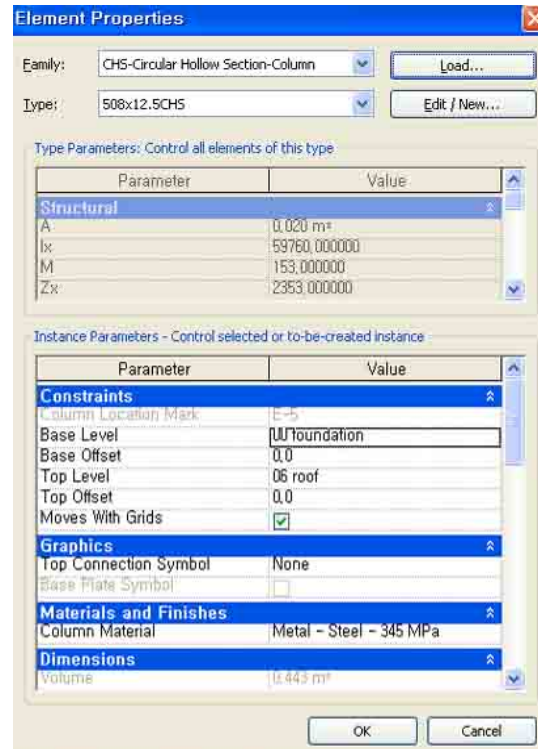 Element Properties
Family: CHS-Circular Hollow Section-Column Load...
Type: 508x12.5CHS Edit / New...
Type Parameters: Control all elements of this type
Parameter Value
Structural
A 0,020
Ix 59760,000000
M 153,000000
Zx 2353,000000
Instance Parameters - Control selected or to-be-created instance
Parameter Value
Constraints
Column Location Mark E-5
Base Level foundation
Base Offset 0,0
Top Level 06 roof
Top Offset 0,0
Moves With Grids
Graphics
Top Connection Symbol None
Base Plate Symbol
Materials and Finishes
Column Material Metal - Steel - 345 MPa
Dimensions
Volume 0,443
OK Cancel